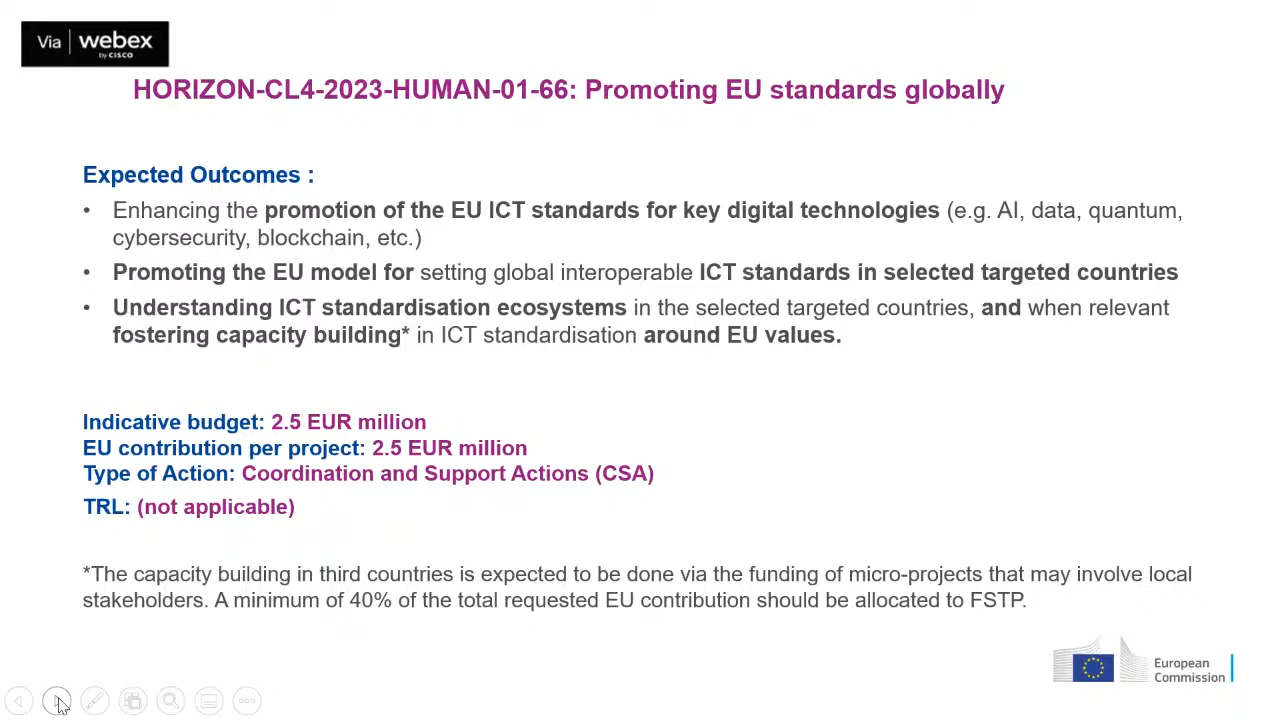 Via | webex
by CISCO
HORIZON-CL4-2023-HUMAN-01-66: Promoting EU standards globally
Expected Outcomes :
• Enhancing the promotion of the EU ICT standards for key digital technologies (e.g. AI, data, quantum,
cybersecurity, blockchain, etc.)
• Promoting the EU model for setting global interoperable ICT standards in selected targeted countries
• Understanding ICT standardisation ecosystems in the selected targeted countries, and when relevant
fostering capacity building* in ICT standardisation around EU values.
Indicative budget: 2.5 EUR million
EU contribution per project: 2.5 EUR million
Type of Action: Coordination and Support Actions (CSA)
TRL: (not applicable)
*The capacity building in third countries is expected to be done via the funding of micro-projects that may involve local
stakeholders. A minimum of 40% of the total requested EU contribution should be allocated to FSTP.
European
Commission